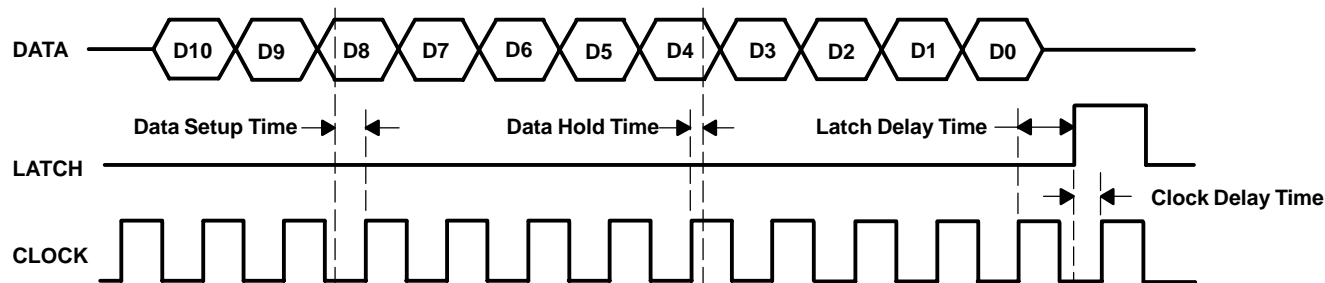 DATA D10 D9 D8 D7 D6 D5 D4 D3 D2 D1 D0
Data Setup Time Data Hold Time Latch Delay Time
LATCH
Clock Delay Time
CLOCK